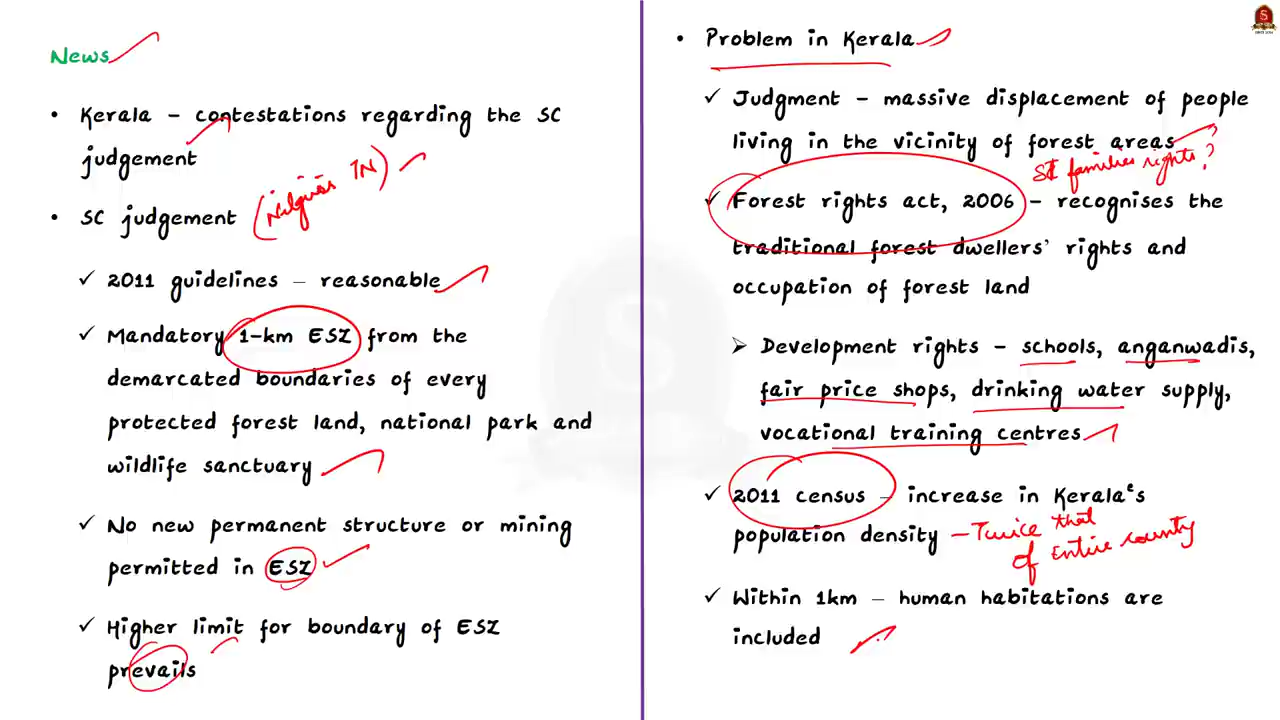 News
• Kerala – contestations regarding the SC
judgement
• SC judgement (Nilgiris TN)
✓ 2011 guidelines – reasonable
✓ Mandatory 1-km ESZ from the
demarcated boundaries of every
protected forest land, national park and
wildlife sanctuary
✓ No new permanent structure or mining
permitted in ESZ
✓ Higher limit for boundary of ESZ
prevails
• Problem in Kerala
✓ Judgment – massive displacement of people
living in the vicinity of forest areas
ST families rights?
✓ Forest rights act, 2006 – recognises the
traditional forest dwellers' rights and
occupation of forest land
➢ Development rights – schools, anganwadis,
fair price shops, drinking water supply,
vocational training centres
✓ 2011 census – increase in Kerala's
population density – Twice that
of entire county
✓ Within 1km – human habitations are
included